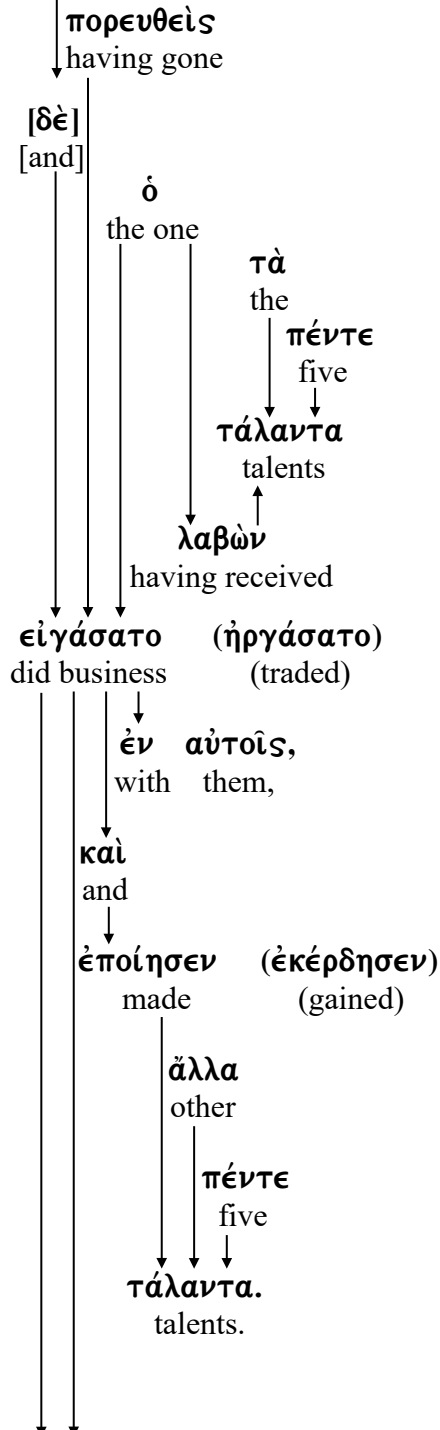 πορευθεὶς
having gone
[δὲ]
[and]
ὁ
the one
τὰ
the
πέντε
five
τάλαντα
talents
λαβὼν
having received
εἰγάσατο (ἠργάσατο)
did business (traded)
ἐν αὐτοῖς,
with them,
καὶ
and
ἐποίησεν (ἐκέρδησεν)
made (gained)
ἄλλα
other
πέντε
five
τάλαντα.
talents.